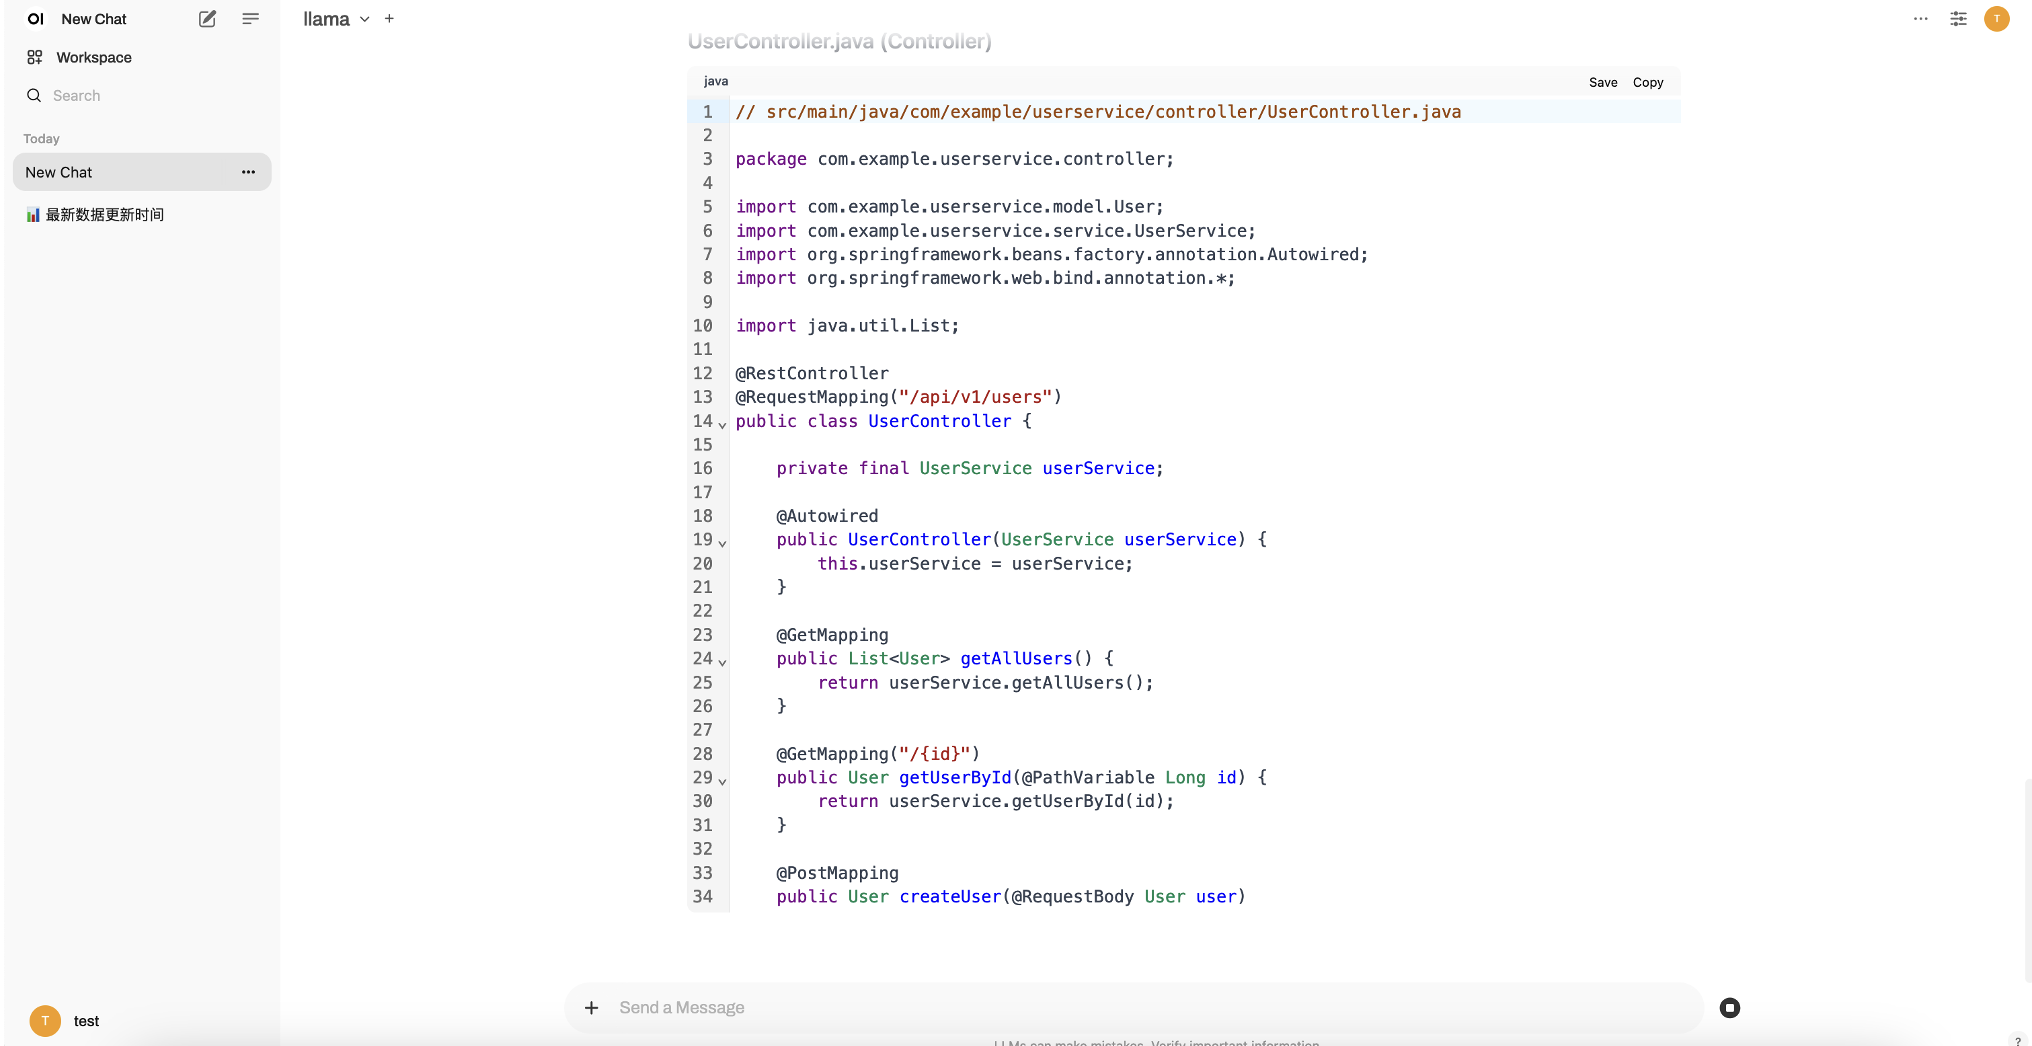 OI New Chat
Workspace
Search
Today
New Chat
最新数据更新时间
T test
llama
T
UserController.java (Controller)
java
Save Copy
1 // src/main/java/com/example/userservice/controller/UserController.java
2
3 package com.example.userservice.controller;
4
5 import com.example.userservice.model.User;
6 import com.example.userservice.service.UserService;
7 import org.springframework.beans.factory.annotation.Autowired;
8 import org.springframework.web.bind.annotation.*;
9
10 import java.util.List;
11
12 @RestController
13 @RequestMapping("/api/v1/users")
14 public class UserController {
15
16     private final UserService userService;
17
18     @Autowired
19     public UserController(UserService userService) {
20         this.userService = userService;
21     }
22
23     @GetMapping
24     public List<User> getAllUsers() {
25         return userService.getAllUsers();
26     }
27
28     @GetMapping("/{id}")
29     public User getUserById(@PathVariable Long id) {
30         return userService.getUserById(id);
31     }
32
33     @PostMapping
34     public User createUser(@RequestBody User user)
Send a Message
LLMs can make mistakes. Verify important information.
?